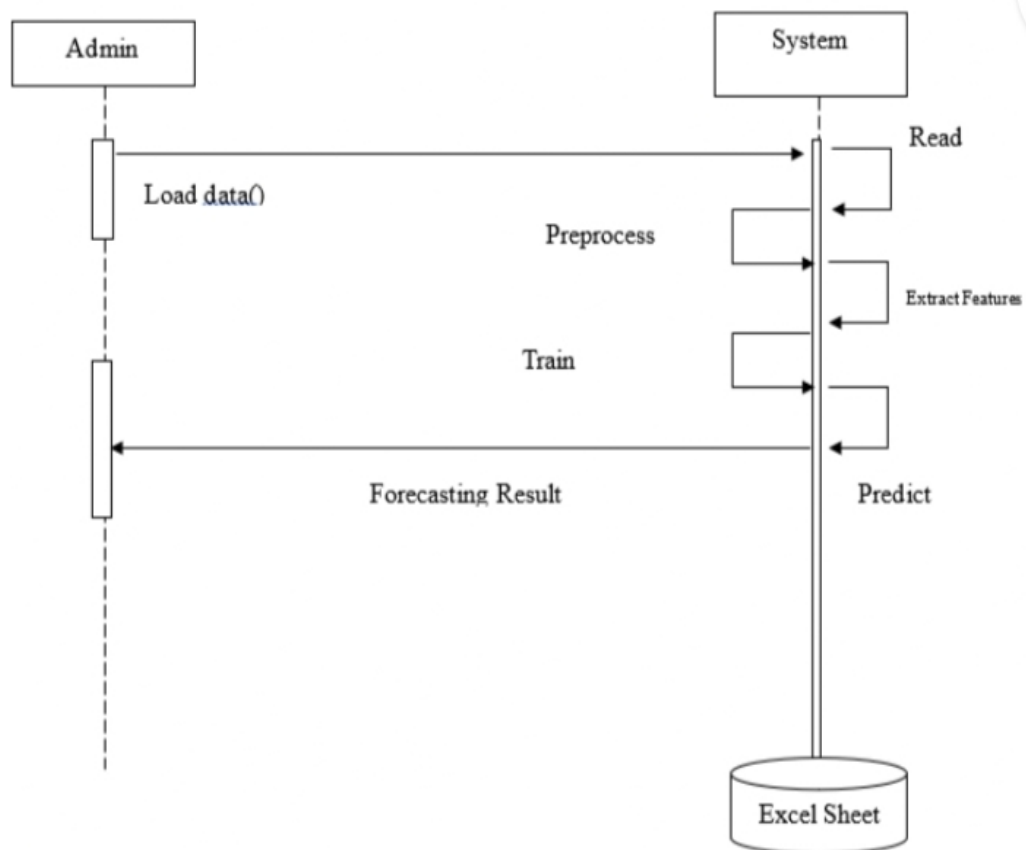 Admin
System
Read
Load data()
Preprocess
Extract Features
Train
Forecasting Result
Predict
Excel Sheet